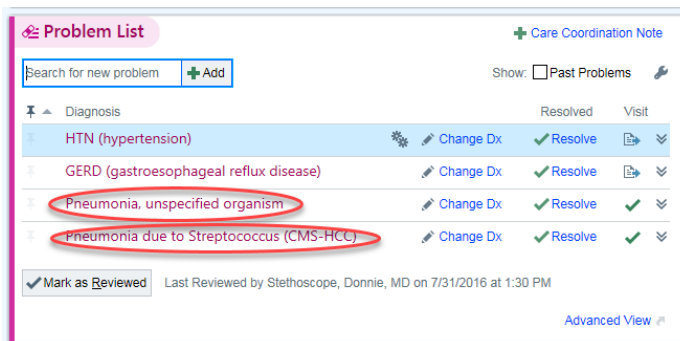 Problem List
Care Coordination Note
Search for new problem Add Show: Past Problems
Diagnosis Resolved Visit
HTN (hypertension) Change Dx Resolve
GERD (gastroesophageal reflux disease) Change Dx Resolve
Pneumonia, unspecified organism Change Dx Resolve
Pneumonia due to Streptococcus (CMS-HCC) Change Dx Resolve
Mark as Reviewed Last Reviewed by Stethoscope, Donnie, MD on 7/31/2016 at 1:30 PM
Advanced View